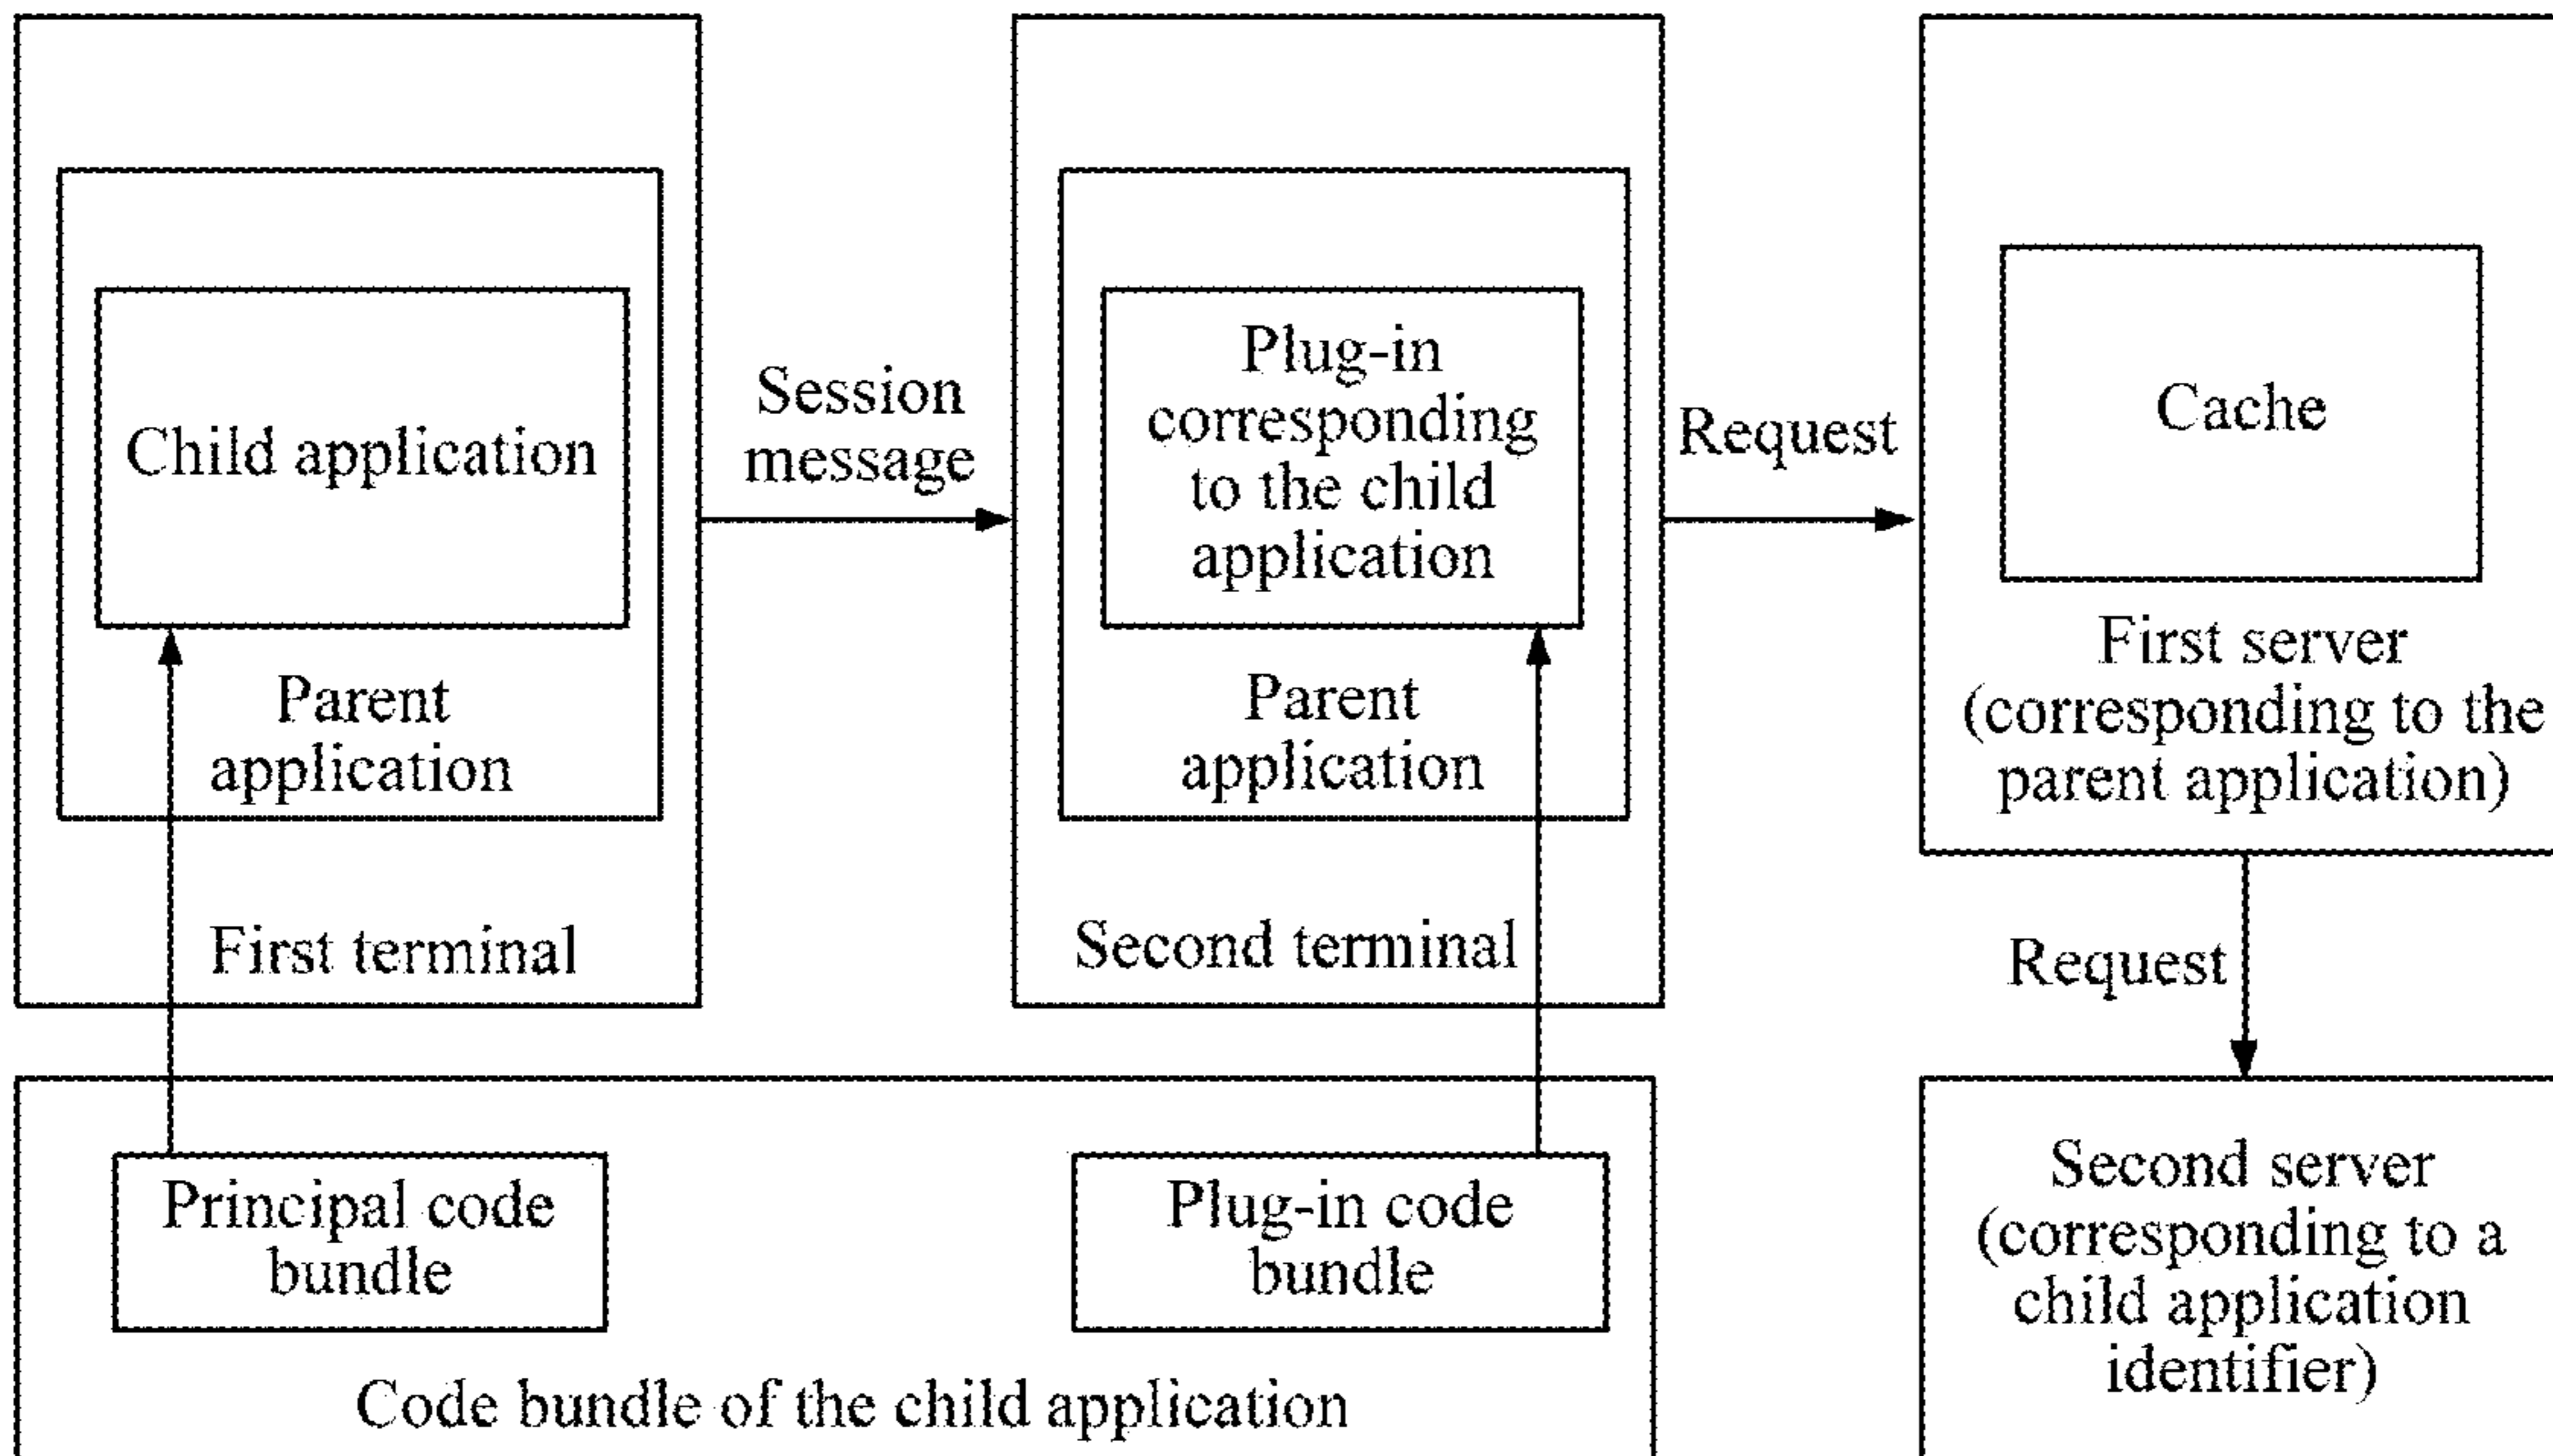 Child application
Parent
application
First terminal
Session
message
Plug-in
corresponding
to the child
application
Parent
application
Second terminal
Request
Cache
First server
(corresponding to the
parent application)
Request
Principal code
bundle
Plug-in code
bundle
Code bundle of the child application
Second server
(corresponding to a
child application
identifier)